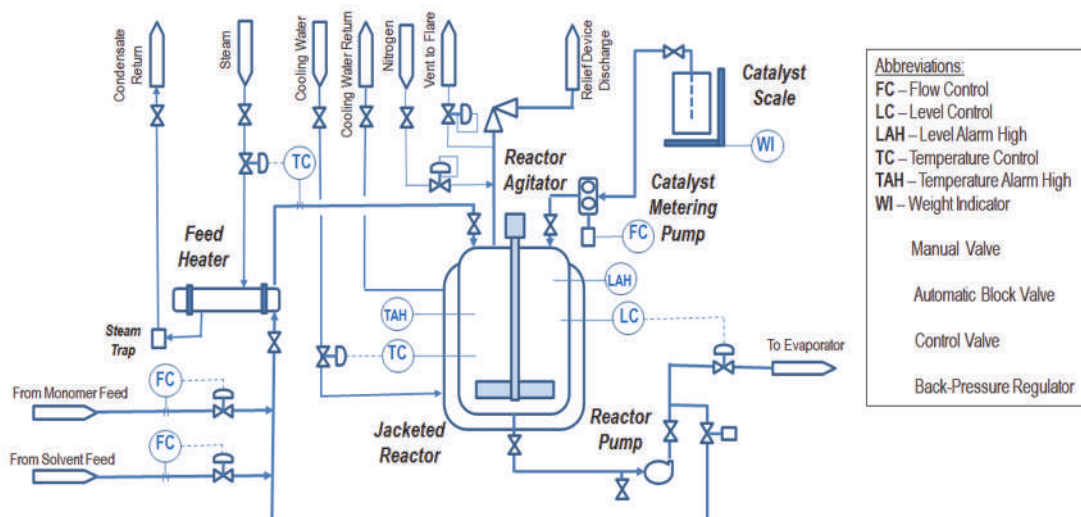 Condensate
Return
Steam
Cooling Water
Cooling Water Return
Nitrogen
Vent to Flare
Relief Device
Discharge
Catalyst
Scale
WI
TC
Reactor
Agitator
Catalyst
Metering
Pump
FC
Feed
Heater
LAH
TAH
LC
Steam
Trap
TC
To Evaporator
FC
From Monomer Feed
Reactor
Pump
Jacketed
Reactor
FC
From Solvent Feed
Abbreviations:
FC – Flow Control
LC – Level Control
LAH – Level Alarm High
TC – Temperature Control
TAH – Temperature Alarm High
WI – Weight Indicator
Manual Valve
Automatic Block Valve
Control Valve
Back-Pressure Regulator